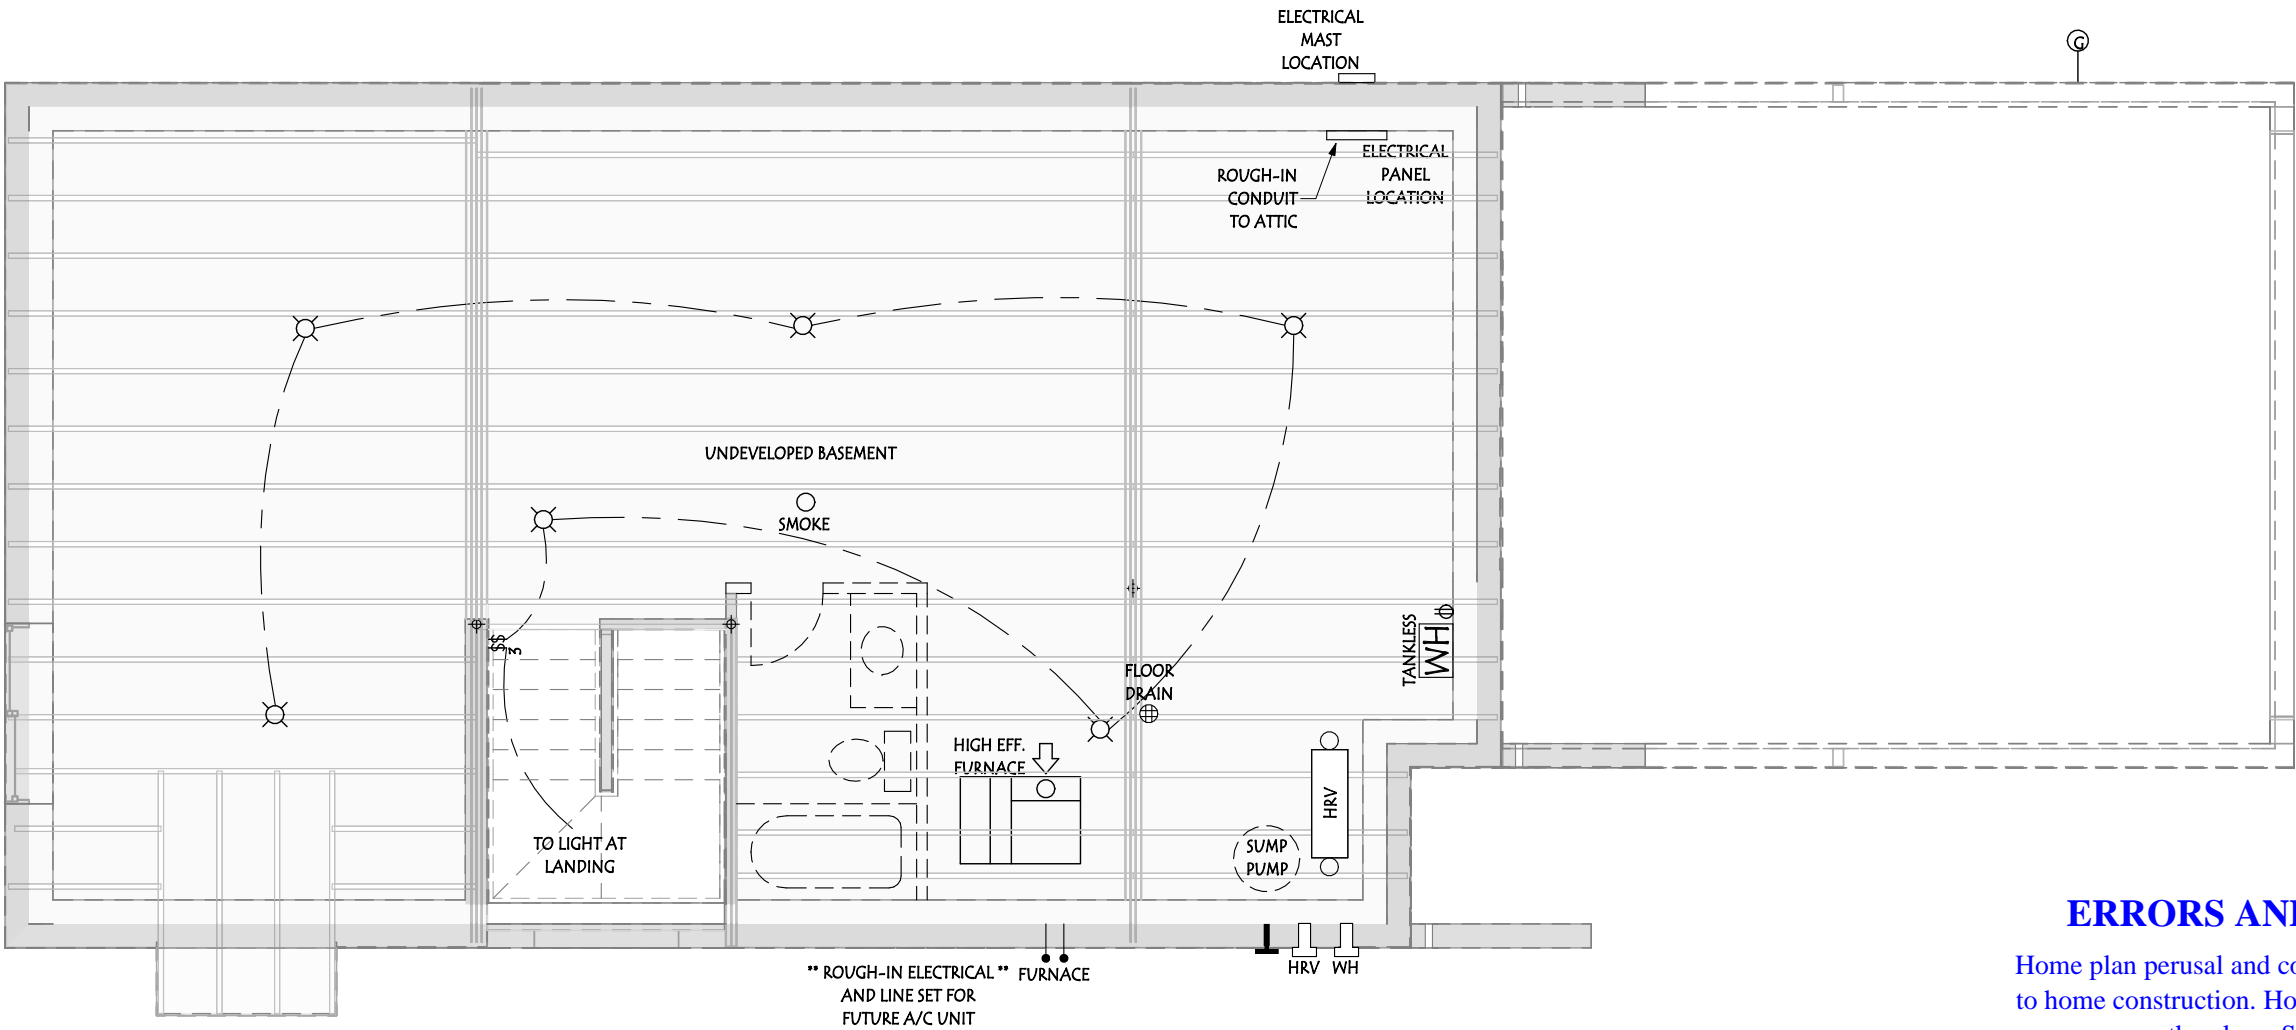 ELECTRICAL
MAST
LOCATION
G
ELECTRICAL
PANEL
LOCATION
ROUGH-IN
CONDUIT
TO ATTIC
UNDEVELOPED BASEMENT
SMOKE
$$
3
TANKLESS
WH
FLOOR
DRAIN
HIGH EFF.
FURNACE
HRV
SUMP
PUMP
TO LIGHT AT
LANDING
ERRORS AN
Home plan perusal and co
to home construction. Ho
HRV WH
** ROUGH-IN ELECTRICAL **
AND LINE SET FOR
FUTURE A/C UNIT
FURNACE